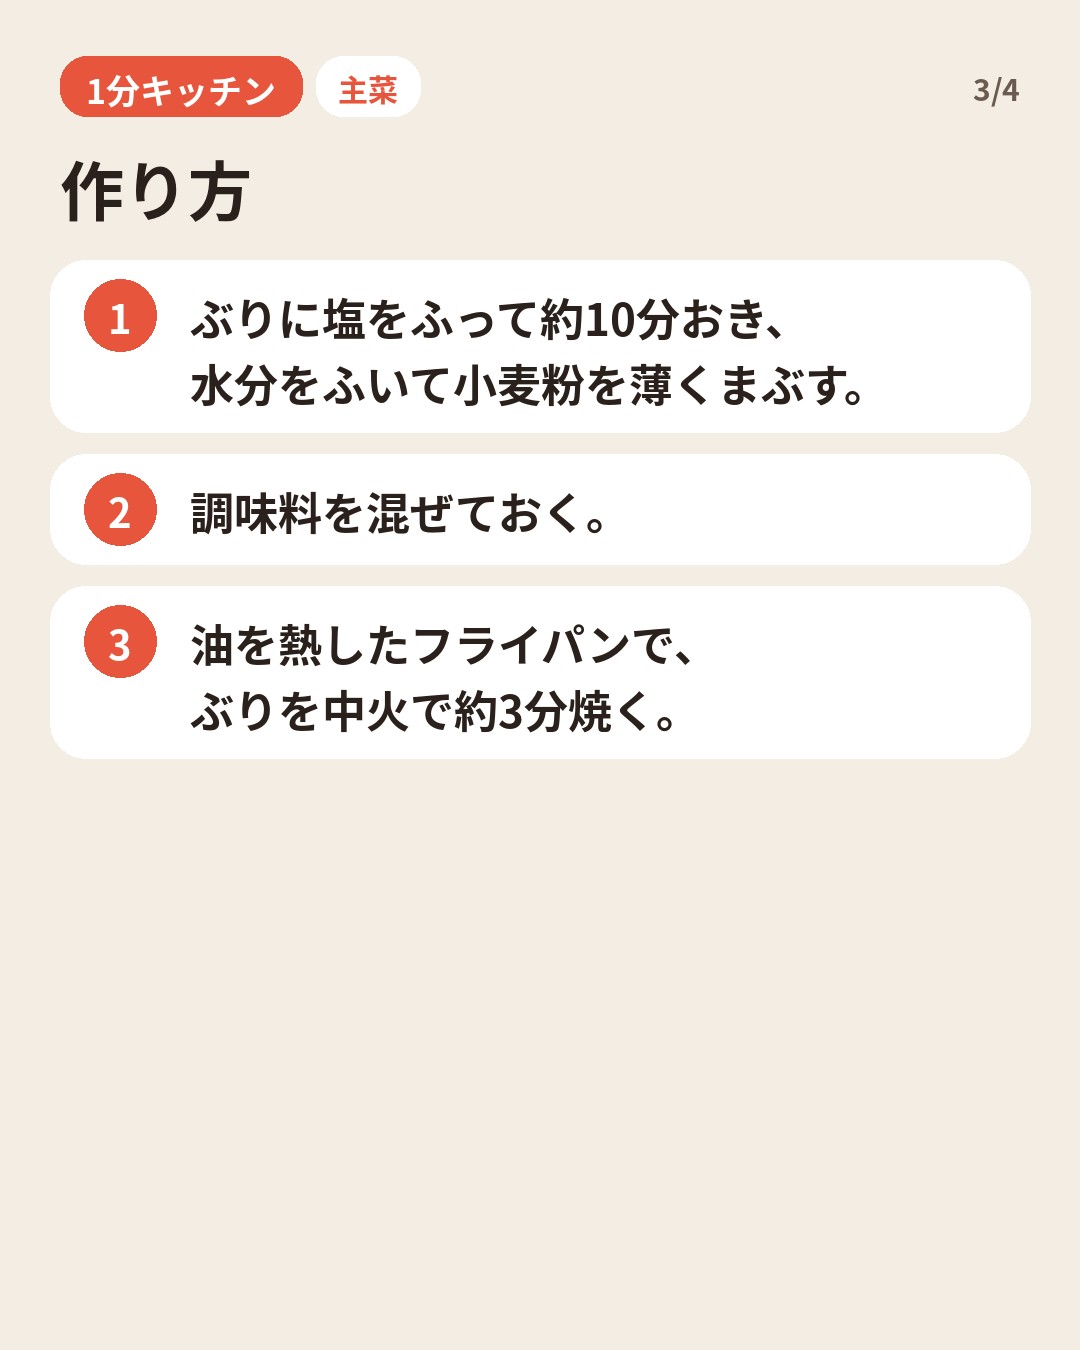 1分キッチン
主菜
3/4
作り方
1
ぶりに塩をふって約10分おき、
水分をふいて小麦粉を薄くまぶす。
2
調味料を混ぜておく。
3
油を熱したフライパンで、
ぶりを中火で約3分焼く。